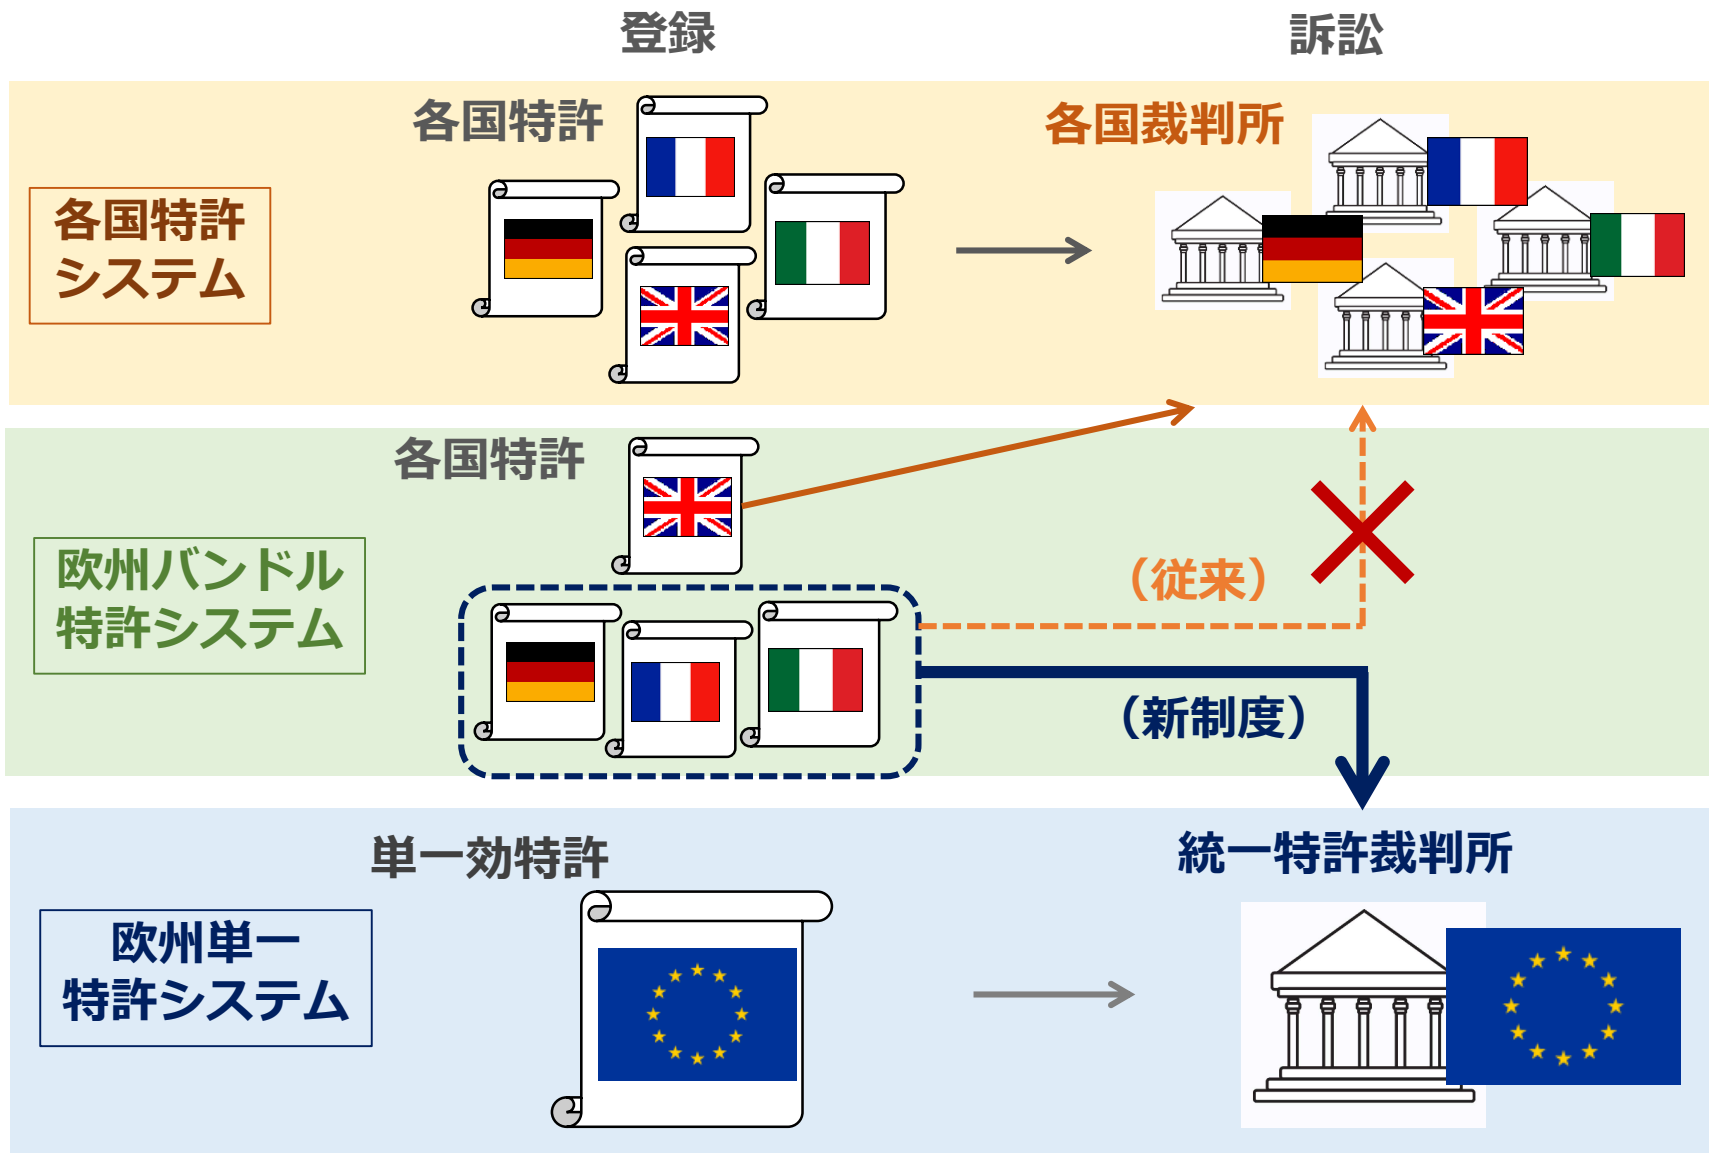 登録
訴訟
各国特許
各国裁判所
各国特許
システム
各国特許
欧州バンドル
特許システム
（従来）
（新制度）
単一効特許
統一特許裁判所
欧州単一
特許システム